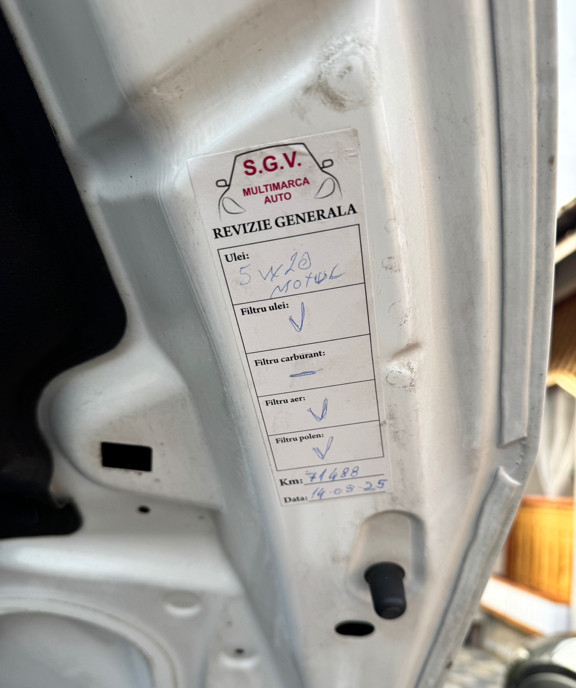 S.G.V.
MULTIMARCA
AUTO
REVIZIE GENERALA
Ulei:
5W20
MOTUL
Filtru ulei: V
Filtru carburant: —
Filtru aer: V
Filtru polen: V
Km: 71488
Data: 14-08-25